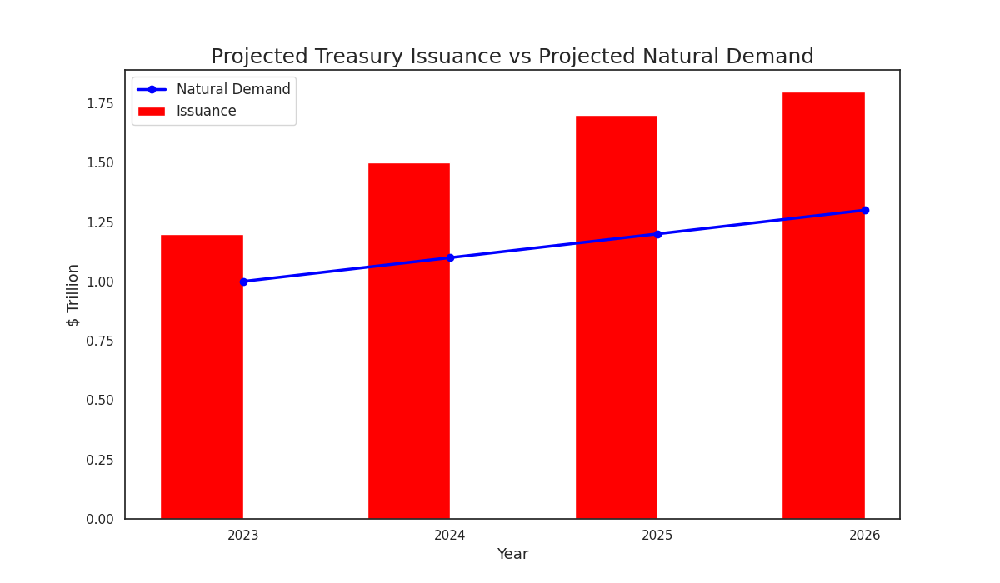 Projected Treasury Issuance vs Projected Natural Demand
Natural Demand
Issuance
1.75
1.50
1.25
1.00
0.75
0.50
0.25
0.00
$ Trillion
2023 2024 2025 2026
Year